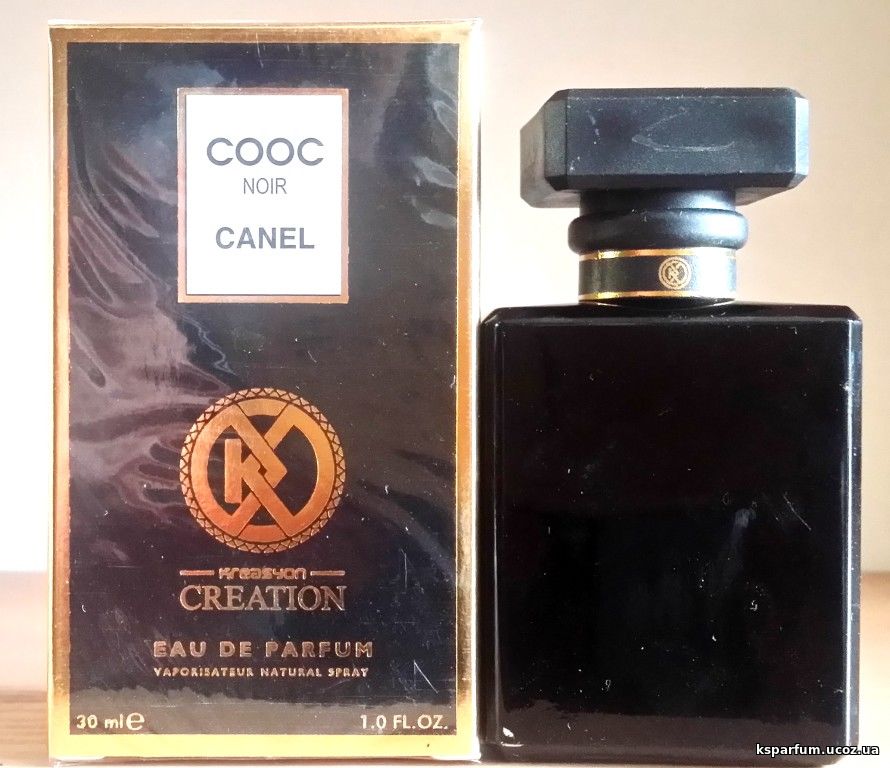 COOC
NOIR
CANEL
K
Kreasyon
CREATION
EAU DE PARFUM
VAPORISATEUR NATURAL SPRAY
30 ml e 1.0 FL.OZ.
ksparfum.ucoz.ua